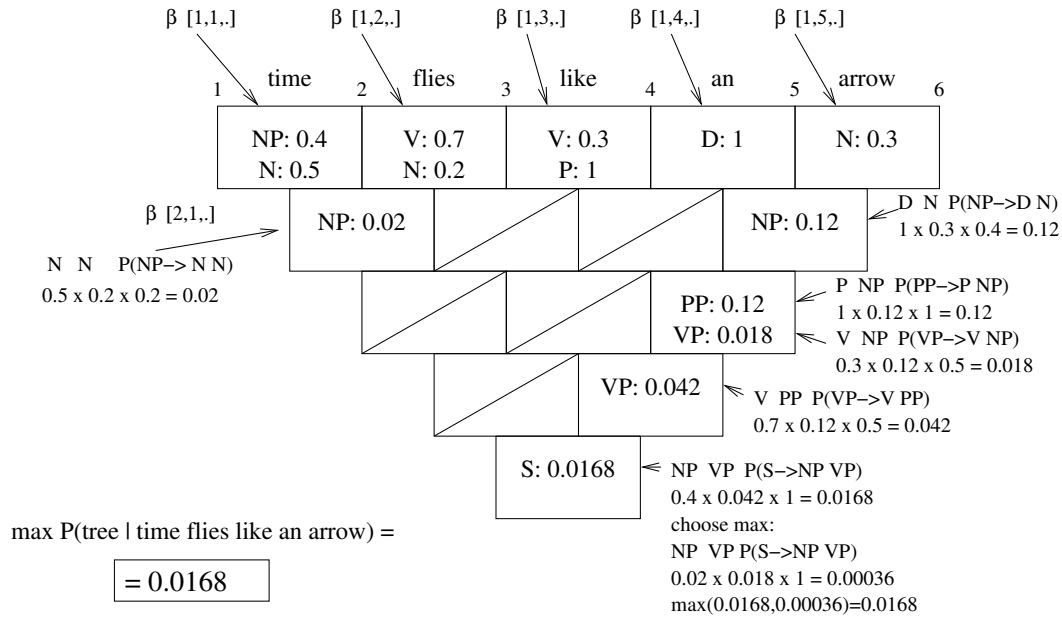 β [1,1,.] β [1,2,.] β [1,3,.] β [1,4,.] β [1,5,.]
time flies like an arrow
1 2 3 4 5 6
NP: 0.4 V: 0.7 V: 0.3 D: 1 N: 0.3
N: 0.5 N: 0.2 P: 1
β [2,1,.] NP: 0.02 NP: 0.12 D N P(NP−>D N)
1 x 0.3 x 0.4 = 0.12
N N P(NP−> N N)
0.5 x 0.2 x 0.2 = 0.02
PP: 0.12 P NP P(PP−>P NP)
1 x 0.12 x 1 = 0.12
VP: 0.018 V NP P(VP−>V NP)
0.3 x 0.12 x 0.5 = 0.018
VP: 0.042 V PP P(VP−>V PP)
0.7 x 0.12 x 0.5 = 0.042
S: 0.0168 NP VP P(S−>NP VP)
0.4 x 0.042 x 1 = 0.0168
choose max:
NP VP P(S−>NP VP)
0.02 x 0.018 x 1 = 0.00036
max(0.0168,0.00036)=0.0168
max P(tree | time flies like an arrow) =
= 0.0168